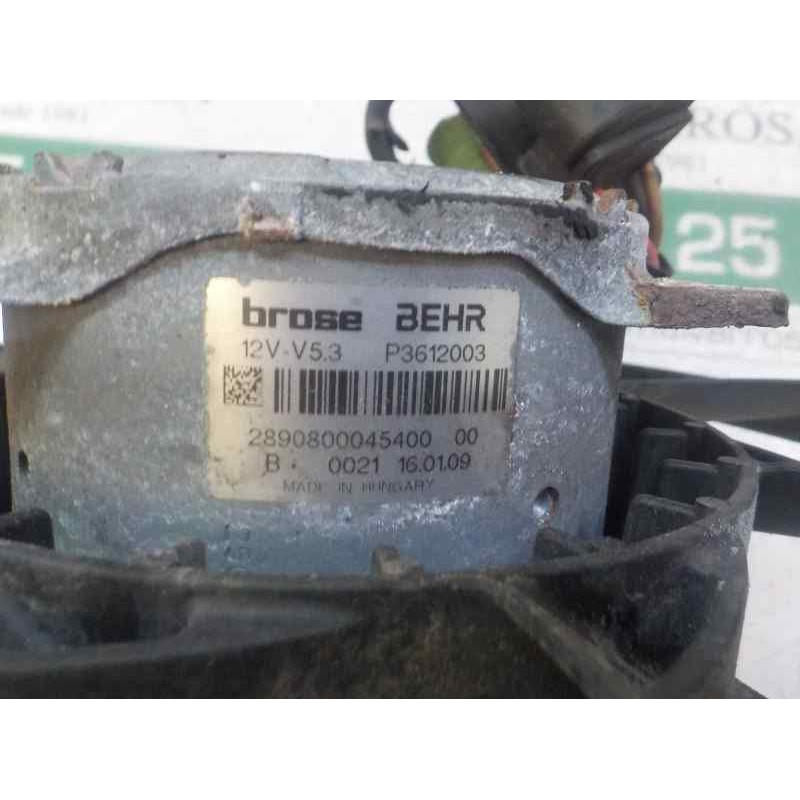 brose BEHR
12V-V5.3 P3612003
2890800045400 00
B. 0021 16.01.09
MADE IN HUNGARY
25